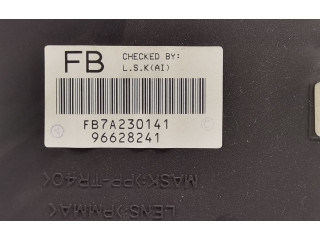 FB CHECKED BY:
L.S.K(AI)
FB7A230141
96628241
MASK:>PP-TR40<
LENS:>PMMA<